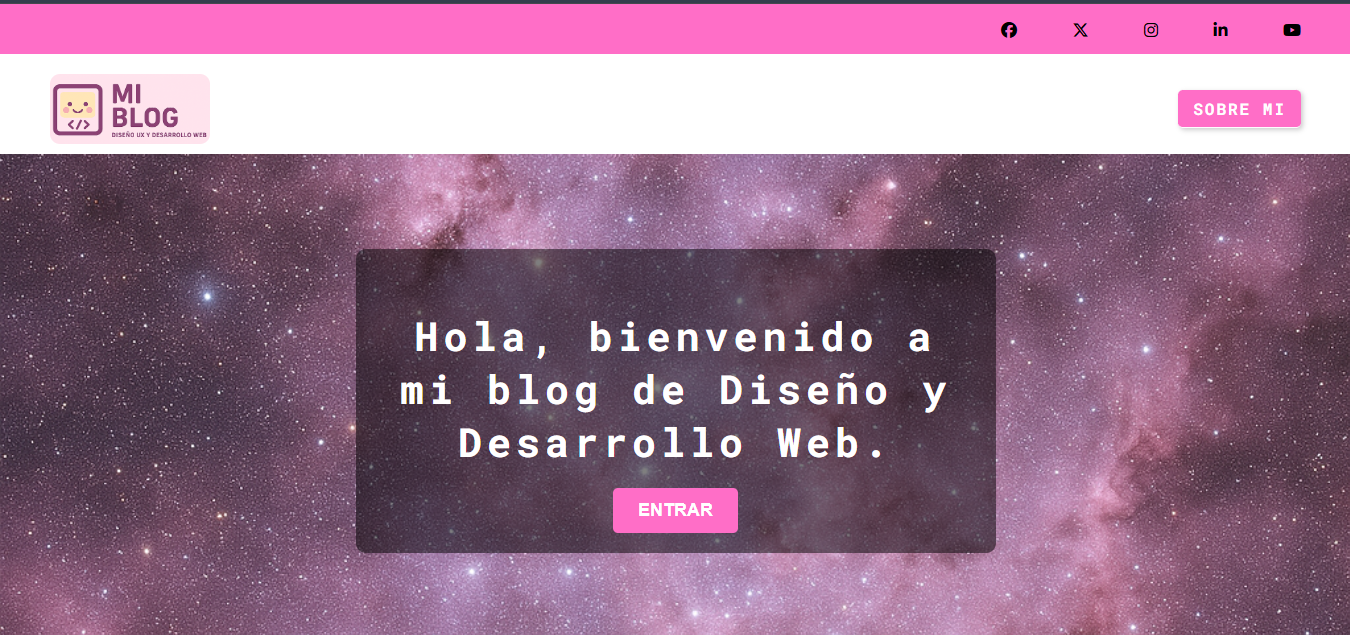 MI
BLOG
DISEÑO UX Y DESARROLLO WEB
</>
SOBRE MI
Hola, bienvenido a
mi blog de Diseño y
Desarrollo Web.
ENTRAR